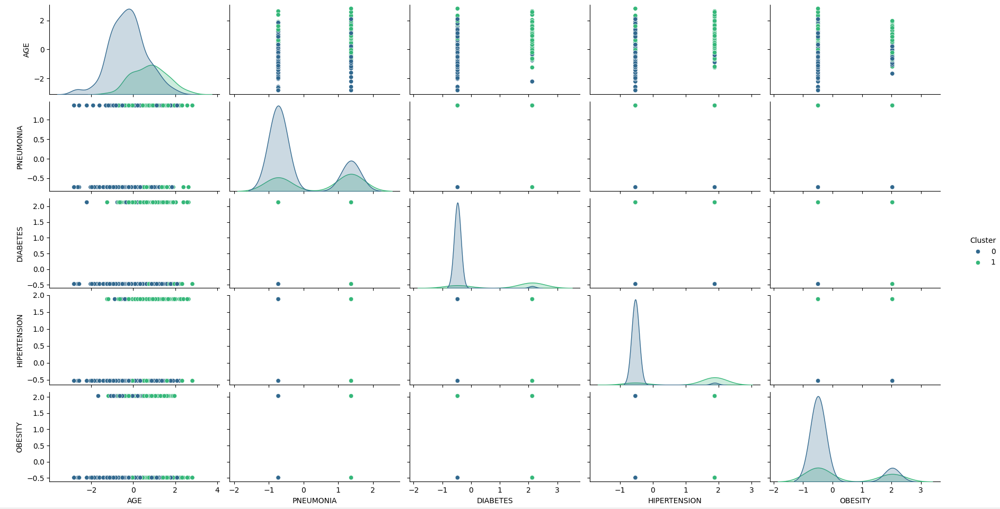 2
0
−2
AGE
1.0
0.5
0.0
−0.5
PNEUMONIA
2.0
1.5
1.0
0.5
0.0
−0.5
DIABETES
2.0
1.5
1.0
0.5
0.0
−0.5
HIPERTENSION
2.0
1.5
1.0
0.5
0.0
−0.5
OBESITY
−2 0 2 4
AGE
−2 −1 0 1 2
PNEUMONIA
−2 −1 0 1 2 3
DIABETES
−1 0 1 2 3
HIPERTENSION
−2 −1 0 1 2 3
OBESITY
Cluster
0
1